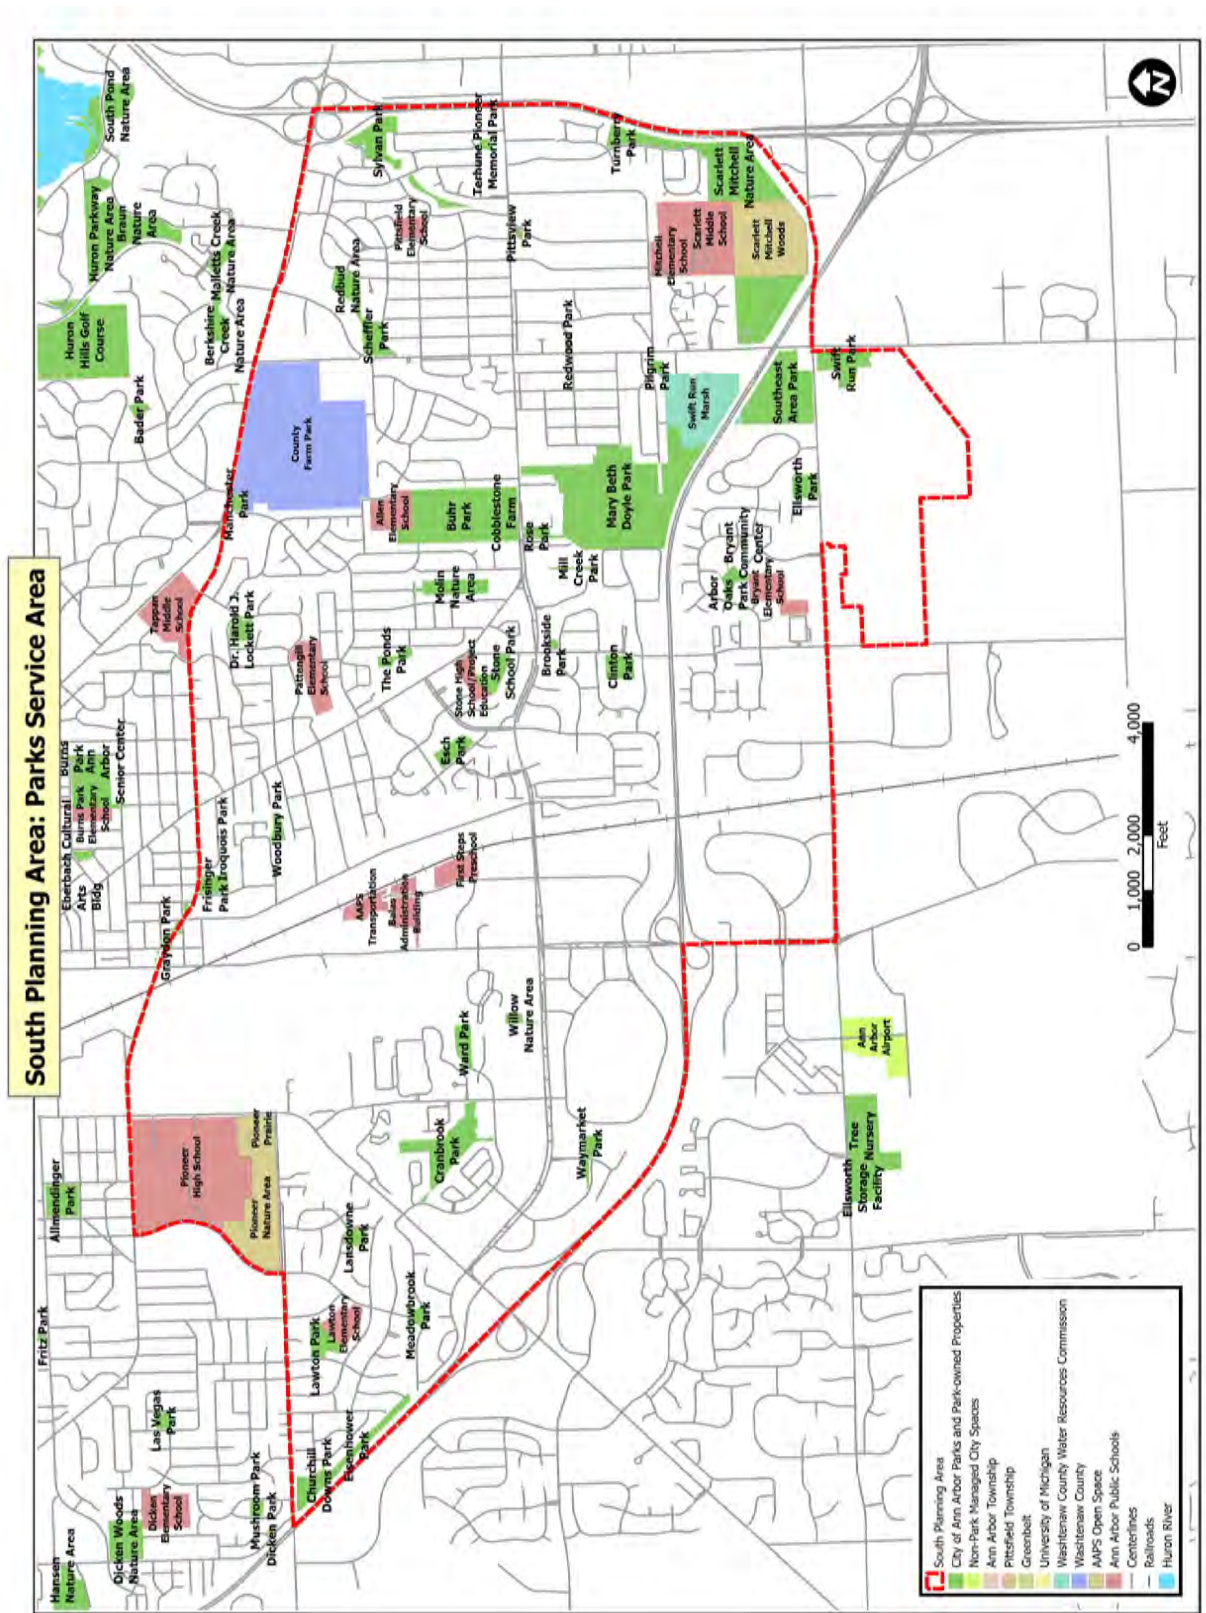 South Planning Area: Parks Service Area
N
South Pond
Nature Area
Huron Parkway
Nature Area
Braun
Nature
Area
Huron
Hills Golf
Course
Malletts Creek
Nature Area
Berkshire
Creek
Nature Area
Bader Park
Sylvan Park
Terhune Pioneer
Memorial Park
Turnberry
Park
Scarlett
Mitchell
Nature Area
Pittsfield
Elementary
School
Pittsview
Park
Mitchell
Elementary
School
Scarlett
Middle
School
Scarlett
Mitchell
Woods
Redbud
Nature Area
Scheffler
Park
Redwood Park
Pilgrim
Park
Swift Run
Marsh
Southeast
Area Park
Swift
Run Park
County
Farm Park
Manchester
Park
Allen
Elementary
School
Buhr
Park
Cobblestone
Farm
Rose
Park
Mary Beth
Doyle Park
Ellsworth
Park
Mill
Creek
Park
Arbor
Oaks
Park
Bryant
Community
Center
Bryant
Elementary
School
Molin
Nature
Area
Tappan
Middle
School
Dr. Harold J.
Lockett Park
Pattengill
Elementary
School
The Ponds
Park
Stone High
School/Project
Education
Stone
School Park
Brookside
Park
Clinton
Park
Esch
Park
Burns
Park
Ann
Arbor
Senior Center
Eberbach Cultural
Arts
Bldg
Burns Park
Elementary
School
Frisinger
Park
Iroquois Park
Woodbury Park
Graydon Park
AAPS
Transportation
Balas
Administration
Building
First Steps
Preschool
Ward Park
Willow
Nature Area
Cranbrook
Park
Waymarket
Park
Ann
Arbor
Airport
Tree
Nursery
Ellsworth
Storage
Facility
Allmendinger
Park
Pioneer
High School
Pioneer
Prairie
Pioneer
Nature Area
Lansdowne
Park
Fritz Park
Lawton Park
Lawton
Elementary
School
Meadowbrook
Park
Las Vegas
Park
Eisenhower
Park
Churchill
Downs Park
Mushroom Park
Dicken Park
Dicken
Elementary
School
Dicken Woods
Nature Area
Hansen
Nature Area
0 1,000 2,000 4,000
Feet
South Planning Area
City of Ann Arbor Parks and Park-owned Properties
Non-Park Managed City Spaces
Ann Arbor Township
Pittsfield Township
Greenbelt
University of Michigan
Washtenaw County Water Resources Commission
Washtenaw County
AAPS Open Space
Ann Arbor Public Schools
Centerlines
Railroads
Huron River